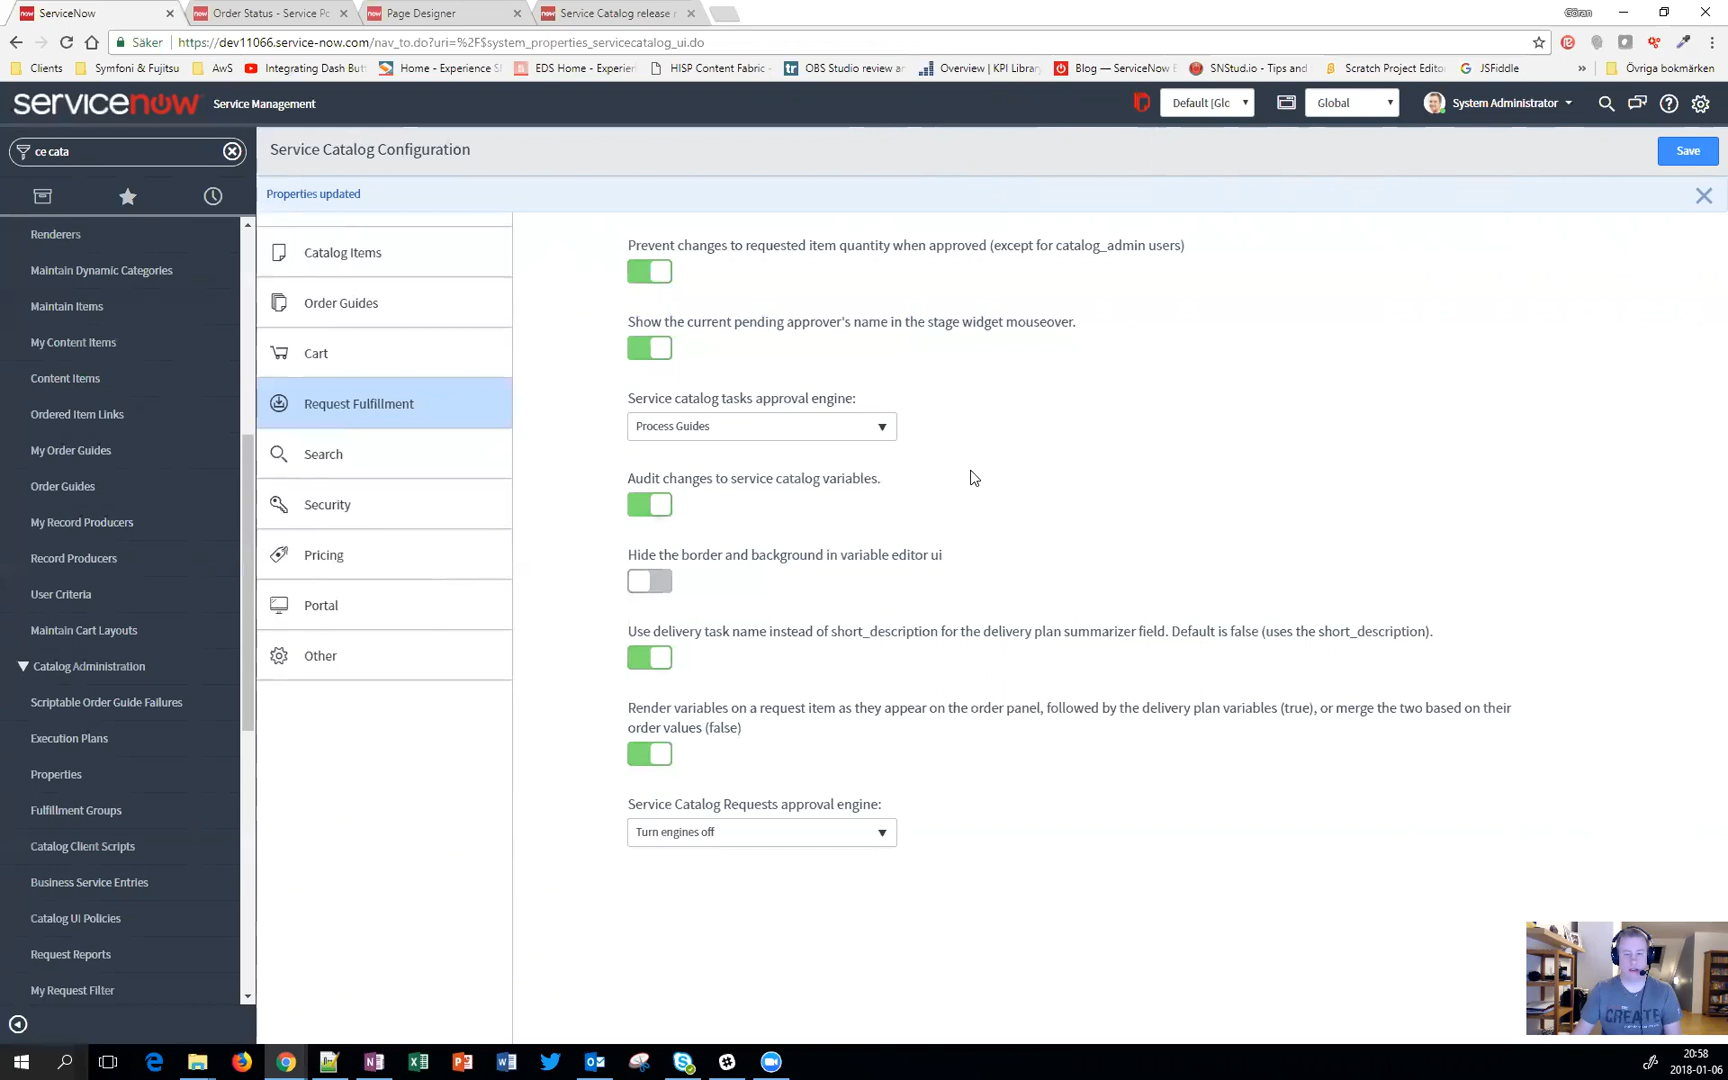 ServiceNow
Order Status - Service Po
Page Designer
Service Catalog release r
Göran
Säker
https://dev11066.service-now.com/nav_to.do?uri=%2F$system_properties_servicecatalog_ui.do
Clients
Symfoni & Fujitsu
AwS
Integrating Dash Butt
Home - Experience S
EDS Home - Experien
HISP Content Fabric -
OBS Studio review a
Overview | KPI Library
Blog — ServiceNow E
SNStud.io - Tips and
Scratch Project Editor
JSFiddle
»
Övriga bokmärken
servicenow
Service Management
Default [Glc
Global
System Administrator
ce cata
Service Catalog Configuration
Save
Properties updated
Renderers
Maintain Dynamic Categories
Maintain Items
My Content Items
Content Items
Ordered Item Links
My Order Guides
Order Guides
My Record Producers
Record Producers
User Criteria
Maintain Cart Layouts
Catalog Administration
Scriptable Order Guide Failures
Execution Plans
Properties
Fulfillment Groups
Catalog Client Scripts
Business Service Entries
Catalog UI Policies
Request Reports
My Request Filter
Catalog Items
Order Guides
Cart
Request Fulfillment
Search
Security
Pricing
Portal
Other
Prevent changes to requested item quantity when approved (except for catalog_admin users)
Show the current pending approver's name in the stage widget mouseover.
Service catalog tasks approval engine:
Process Guides
Audit changes to service catalog variables.
Hide the border and background in variable editor ui
Use delivery task name instead of short_description for the delivery plan summarizer field. Default is false (uses the short_description).
Render variables on a request item as they appear on the order panel, followed by the delivery plan variables (true), or merge the two based on their
order values (false)
Service Catalog Requests approval engine:
Turn engines off
CREATE
20:58
2018-01-06